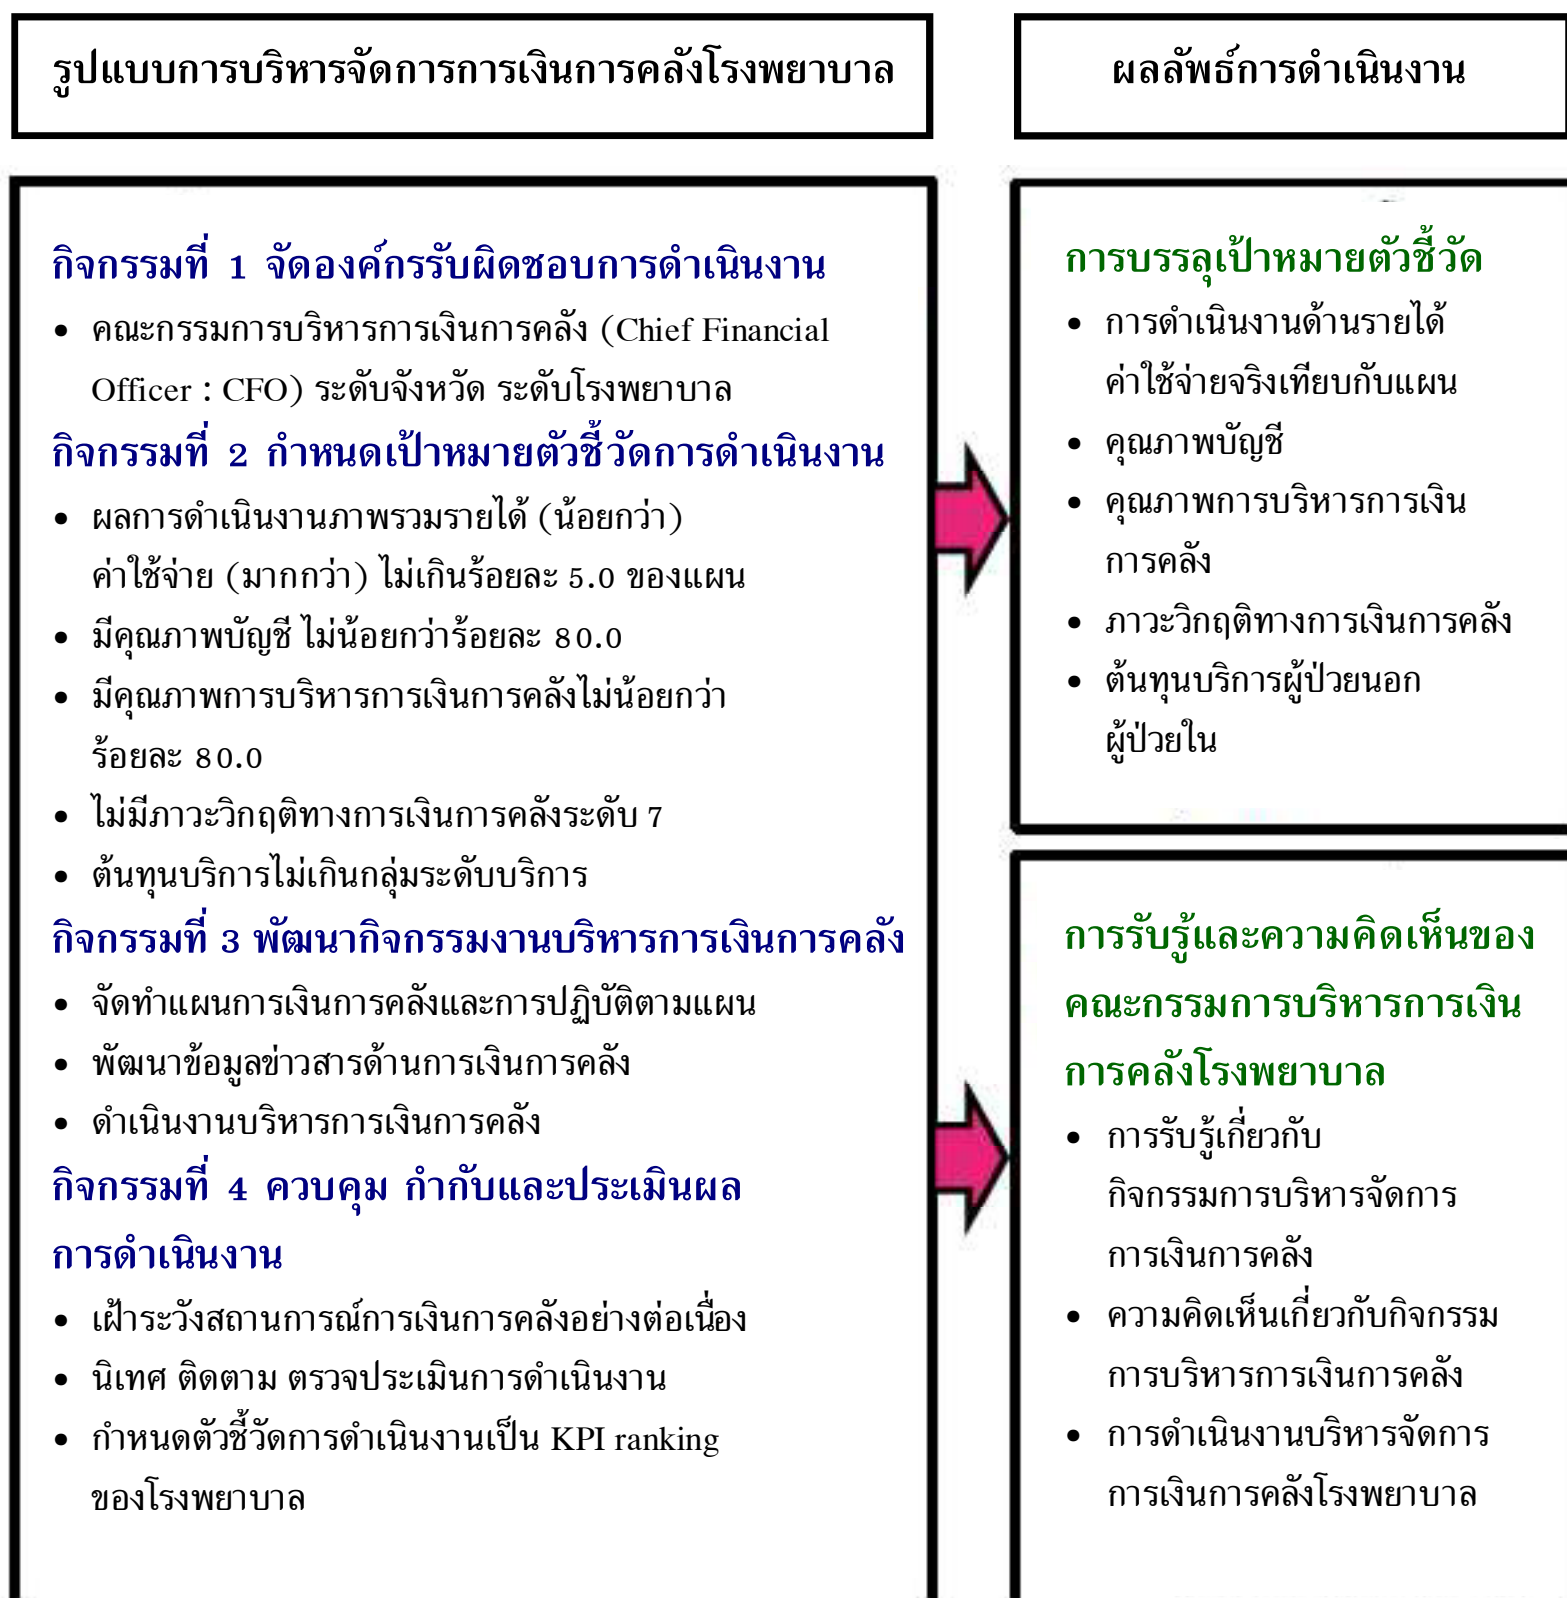 รูปแบบการบริหารจัดการการเงินการคลังโรงพยาบาล
ผลลัพธ์การดำเนินงาน
กิจกรรมที่ 1 จัดองค์กรรับผิดชอบการดำเนินงาน
• คณะกรรมการบริหารการเงินการคลัง (Chief Financial
Officer : CFO) ระดับจังหวัด ระดับโรงพยาบาล
กิจกรรมที่ 2 กำหนดเป้าหมายตัวชี้วัดการดำเนินงาน
• ผลการดำเนินงานภาพรวมรายได้ (น้อยกว่า)
ค่าใช้จ่าย (มากกว่า) ไม่เกินร้อยละ 5.0 ของแผน
• มีคุณภาพบัญชี ไม่น้อยกว่าร้อยละ 80.0
• มีคุณภาพการบริหารการเงินการคลังไม่น้อยกว่า
ร้อยละ 80.0
• ไม่มีภาวะวิกฤติทางการเงินการคลังระดับ 7
• ต้นทุนบริการไม่เกินกลุ่มระดับบริการ
กิจกรรมที่ 3 พัฒนากิจกรรมงานบริหารการเงินการคลัง
• จัดทำแผนการเงินการคลังและการปฏิบัติตามแผน
• พัฒนาข้อมูลข่าวสารด้านการเงินการคลัง
• ดำเนินงานบริหารการเงินการคลัง
กิจกรรมที่ 4 ควบคุม กำกับและประเมินผล
การดำเนินงาน
• เฝ้าระวังสถานการณ์การเงินการคลังอย่างต่อเนื่อง
• นิเทศ ติดตาม ตรวจประเมินการดำเนินงาน
• กำหนดตัวชี้วัดการดำเนินงานเป็น KPI ranking
ของโรงพยาบาล
การบรรลุเป้าหมายตัวชี้วัด
• การดำเนินงานด้านรายได้
ค่าใช้จ่ายจริงเทียบกับแผน
• คุณภาพบัญชี
• คุณภาพการบริหารการเงิน
การคลัง
• ภาวะวิกฤติทางการเงินการคลัง
• ต้นทุนบริการผู้ป่วยนอก
ผู้ป่วยใน
การรับรู้และความคิดเห็นของ
คณะกรรมการบริหารการเงิน
การคลังโรงพยาบาล
• การรับรู้เกี่ยวกับ
กิจกรรมการบริหารจัดการ
การเงินการคลัง
• ความคิดเห็นเกี่ยวกับกิจกรรม
การบริหารการเงินการคลัง
• การดำเนินงานบริหารจัดการ
การเงินการคลังโรงพยาบาล